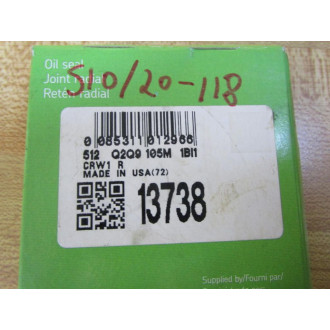 Oil seal
Joint radial
Retén radial
510/20-118
0 085311 012966
512 Q2Q9 105M 1BI1
CRW1 R
MADE IN USA(72)
13738
Supplied by/Fourni par/